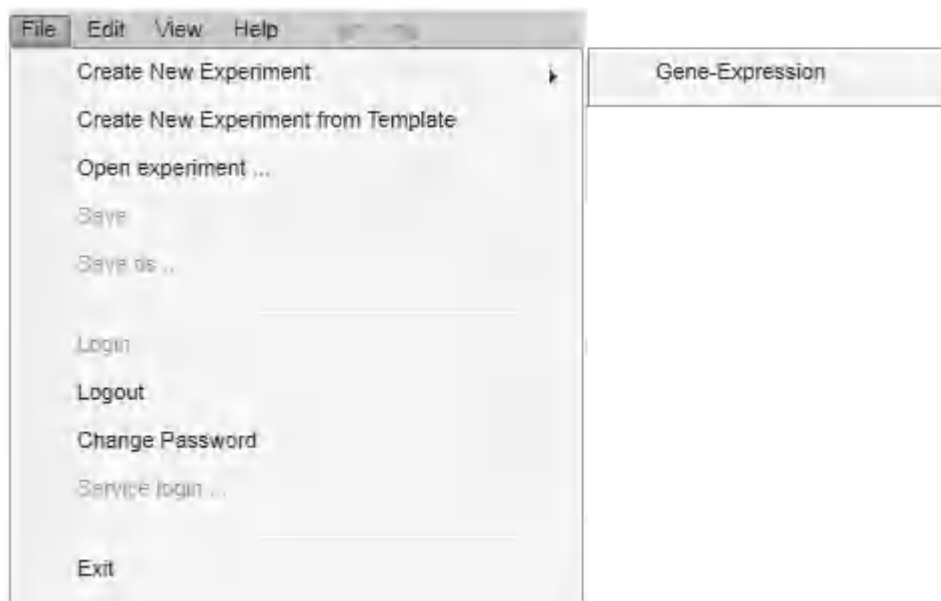 File Edit View Help
Create New Experiment Gene-Expression
Create New Experiment from Template
Open experiment ...
Save
Save as ...
Login
Logout
Change Password
Service login ...
Exit